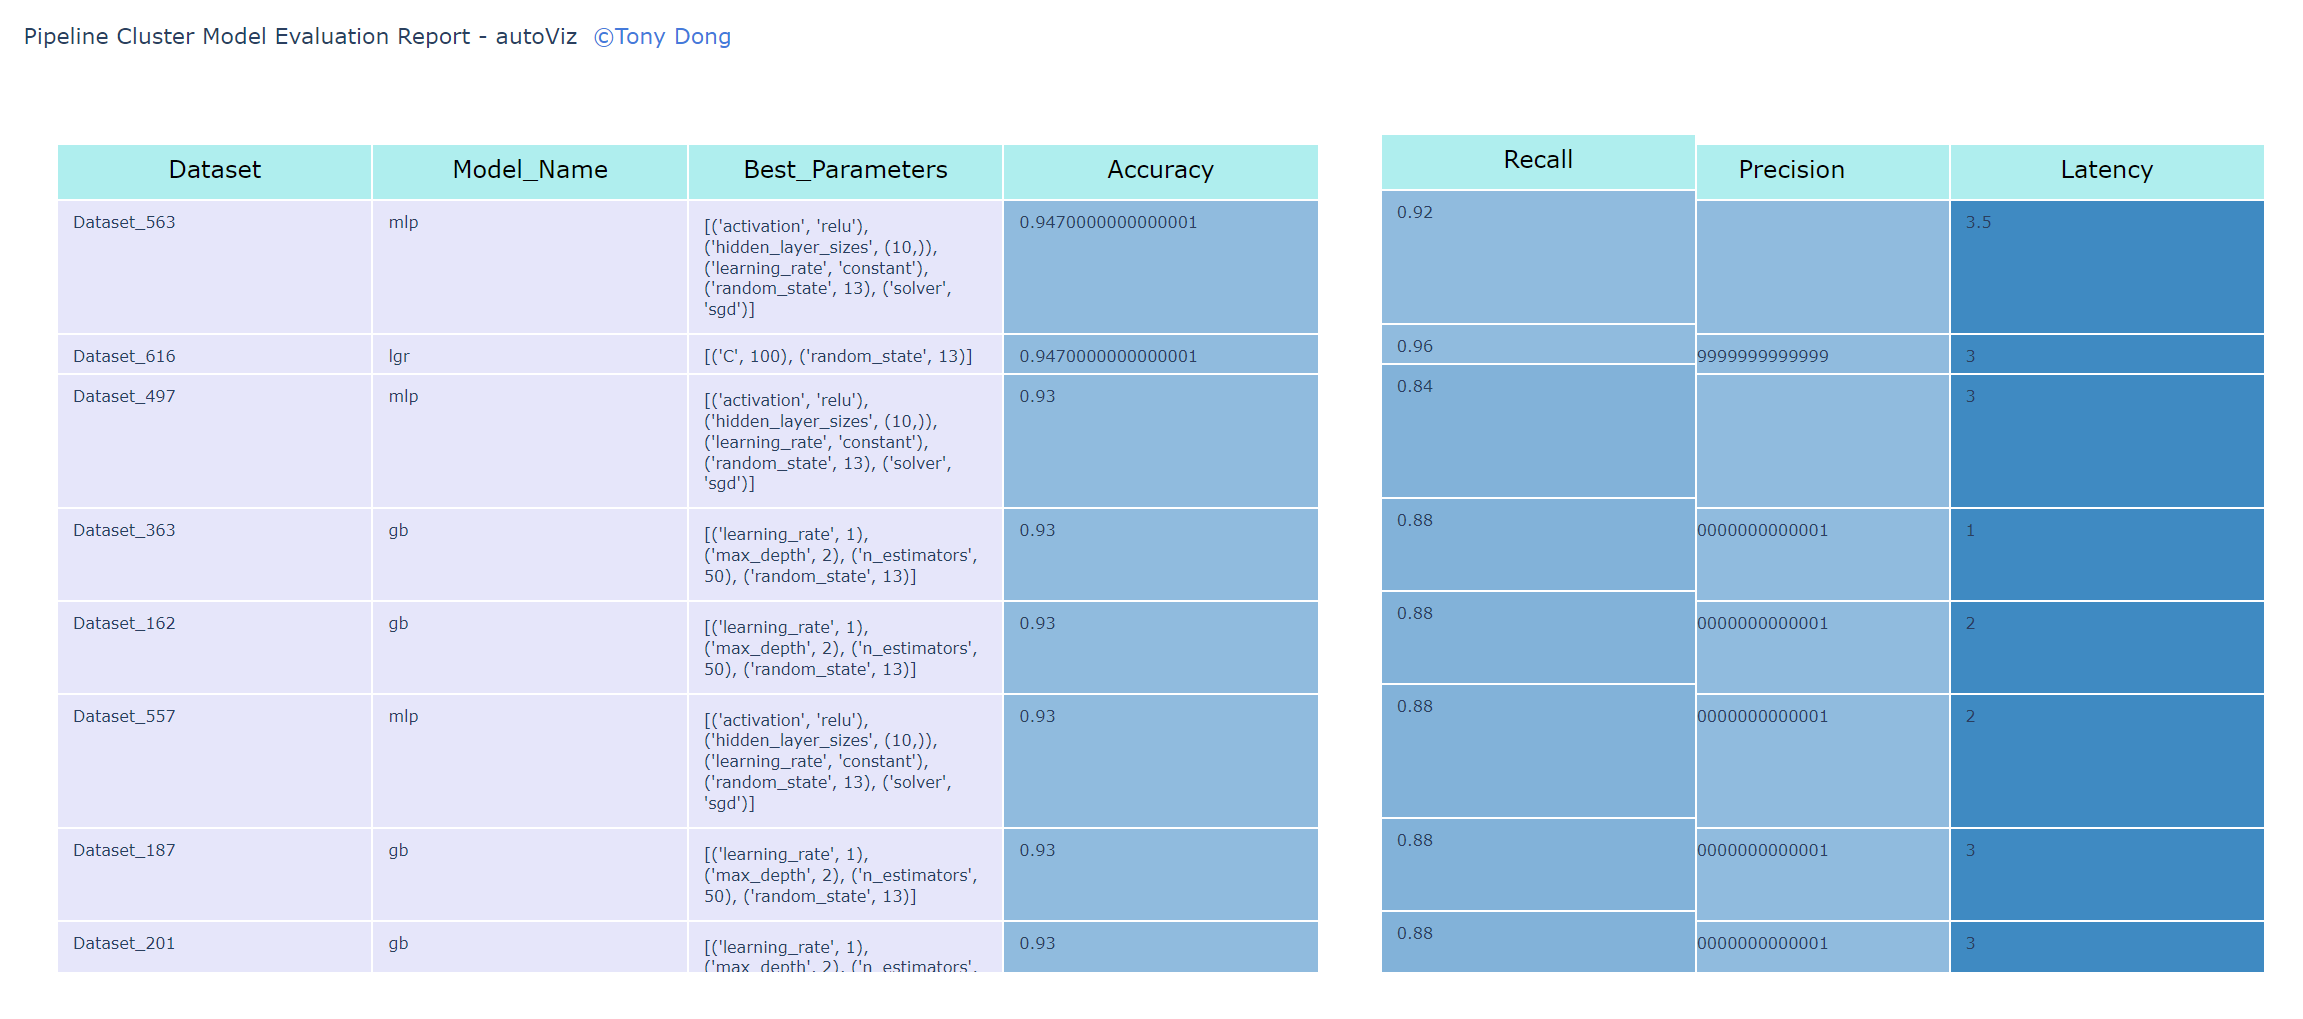 Pipeline Cluster Model Evaluation Report - autoViz ©Tony Dong
Dataset Model_Name Best_Parameters Accuracy Recall Precision Latency
Dataset_563 mlp [('activation', 'relu'), 0.9470000000000001 0.92 3.5
('hidden_layer_sizes', (10,)),
('learning_rate', 'constant'),
('random_state', 13), ('solver',
'sgd')]
Dataset_616 lgr [('C', 100), ('random_state', 13)] 0.9470000000000001 0.96 9999999999999 3
Dataset_497 mlp [('activation', 'relu'), 0.93 0.84 3
('hidden_layer_sizes', (10,)),
('learning_rate', 'constant'),
('random_state', 13), ('solver',
'sgd')]
Dataset_363 gb [('learning_rate', 1), 0.93 0.88 0000000000001 1
('max_depth', 2), ('n_estimators',
50), ('random_state', 13)]
Dataset_162 gb [('learning_rate', 1), 0.93 0.88 0000000000001 2
('max_depth', 2), ('n_estimators',
50), ('random_state', 13)]
Dataset_557 mlp [('activation', 'relu'), 0.93 0.88 0000000000001 2
('hidden_layer_sizes', (10,)),
('learning_rate', 'constant'),
('random_state', 13), ('solver',
'sgd')]
Dataset_187 gb [('learning_rate', 1), 0.93 0.88 0000000000001 3
('max_depth', 2), ('n_estimators',
50), ('random_state', 13)]
Dataset_201 gb [('learning_rate', 1), 0.93 0.88 0000000000001 3
('max_depth', 2), ('n_estimators',